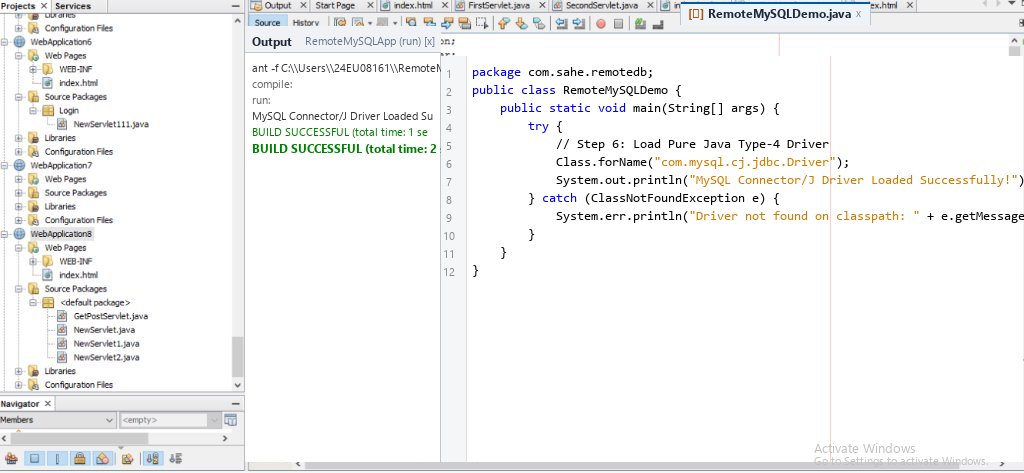 Projects × Services
Libraries
Configuration Files
WebApplication6
Web Pages
WEB-INF
index.html
Source Packages
Login
NewServlet111.java
Libraries
Configuration Files
WebApplication7
Web Pages
Source Packages
Libraries
Configuration Files
WebApplication8
Web Pages
WEB-INF
index.html
Source Packages
<default package>
GetPostServlet.java
NewServlet.java
NewServlet1.java
NewServlet2.java
Libraries
Configuration Files
Navigator ×
Members <empty>
Output × Start Page × index.html × FirstServlet.java × SecondServlet.java × in
[] RemoteMySQLDemo.java x
ex.html ×
Source History
Output RemoteMySQLApp (run) [x]
ant -f C:\\Users\\24EU08161\\RemoteM
compile:
run:
MySQL Connector/J Driver Loaded Su
BUILD SUCCESSFUL (total time: 1 se
BUILD SUCCESSFUL (total time: 2
on;
1 package com.sahe.remotedb;
2 public class RemoteMySQLDemo {
3 public static void main(String[] args) {
4 try {
5 // Step 6: Load Pure Java Type-4 Driver
6 Class.forName("com.mysql.cj.jdbc.Driver");
7 System.out.println("MySQL Connector/J Driver Loaded Successfully!")
8 } catch (ClassNotFoundException e) {
9 System.err.println("Driver not found on classpath: " + e.getMessage
10 }
11 }
12 }
Activate Windows
Go to Settings to activate Windows.